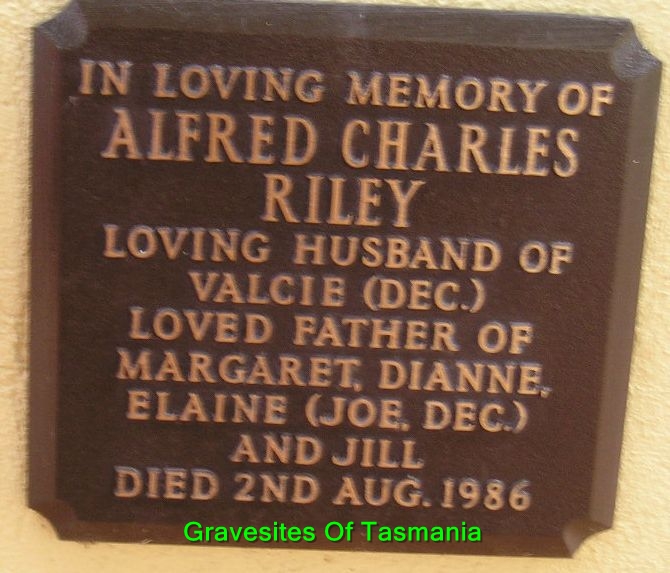 IN LOVING MEMORY OF
ALFRED CHARLES
RILEY
LOVING HUSBAND OF
VALCIE (DEC.)
LOVED FATHER OF
MARGARET, DIANNE,
ELAINE (JOE, DEC.)
AND JILL
DIED 2ND AUG. 1986
Gravesites Of Tasmania